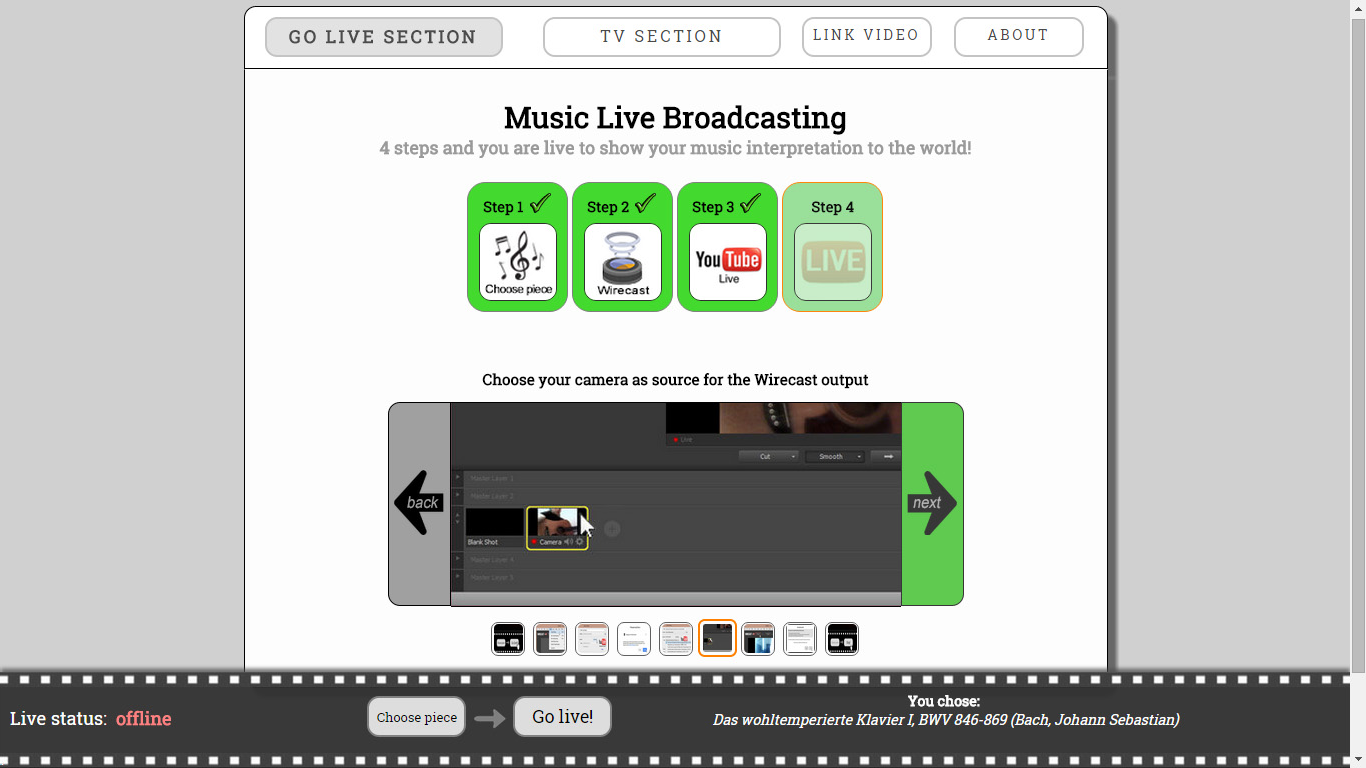 GO LIVE SECTION
TV SECTION
LINK VIDEO
ABOUT
Music Live Broadcasting
4 steps and you are live to show your music interpretation to the world!
Step 1
Step 2
Step 3
Step 4
Choose piece
Wirecast
YouTube
Live
LIVE
Choose your camera as source for the Wirecast output
Live
Cut
Smooth
back
next
Master Layer 1
Master Layer 2
Blank Shot
Camera
Master Layer 4
Master Layer 5
Live status: offline
Choose piece
Go live!
You chose:
Das wohltemperierte Klavier I, BWV 846-869 (Bach, Johann Sebastian)